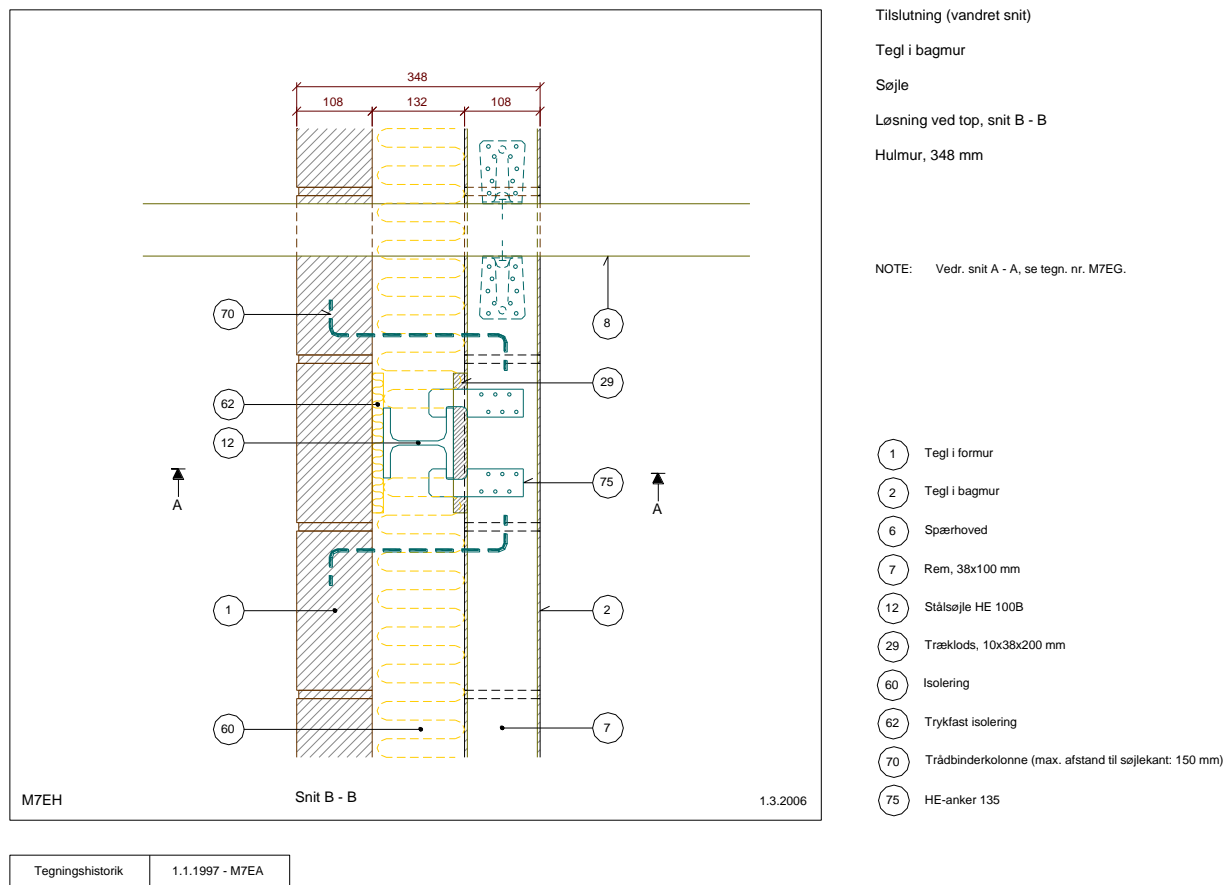 Tilslutning (vandret snit)
Tegl i bagmur
Søjle
Løsning ved top, snit B - B
Hulmur, 348 mm
NOTE: Vedr. snit A - A, se tegn. nr. M7EG.
348
108 132 108
70
8
29
62
12
75
A A
1
2
60
7
1 Tegl i formur
2 Tegl i bagmur
6 Spærhoved
7 Rem, 38x100 mm
12 Stålsøjle HE 100B
29 Træklods, 10x38x200 mm
60 Isolering
62 Trykfast isolering
70 Trådbinderkolonne (max. afstand til søjlekant: 150 mm)
75 HE-anker 135
M7EH Snit B - B 1.3.2006
Tegningshistorik 1.1.1997 - M7EA